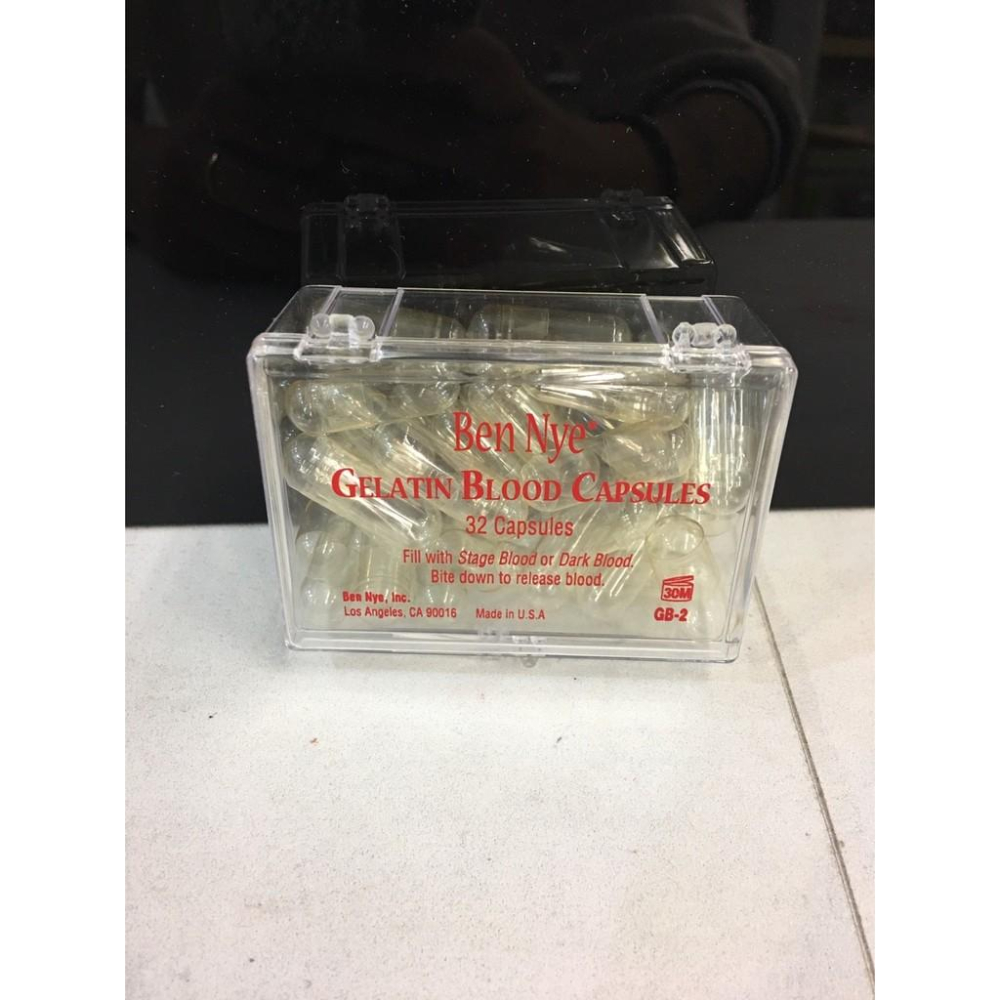 Ben Nye®
GELATIN BLOOD CAPSULES
32 Capsules
Fill with Stage Blood or Dark Blood.
Bite down to release blood.
Ben Nye, Inc.
Los Angeles, CA 90016 Made in U.S.A
30M
GB-2